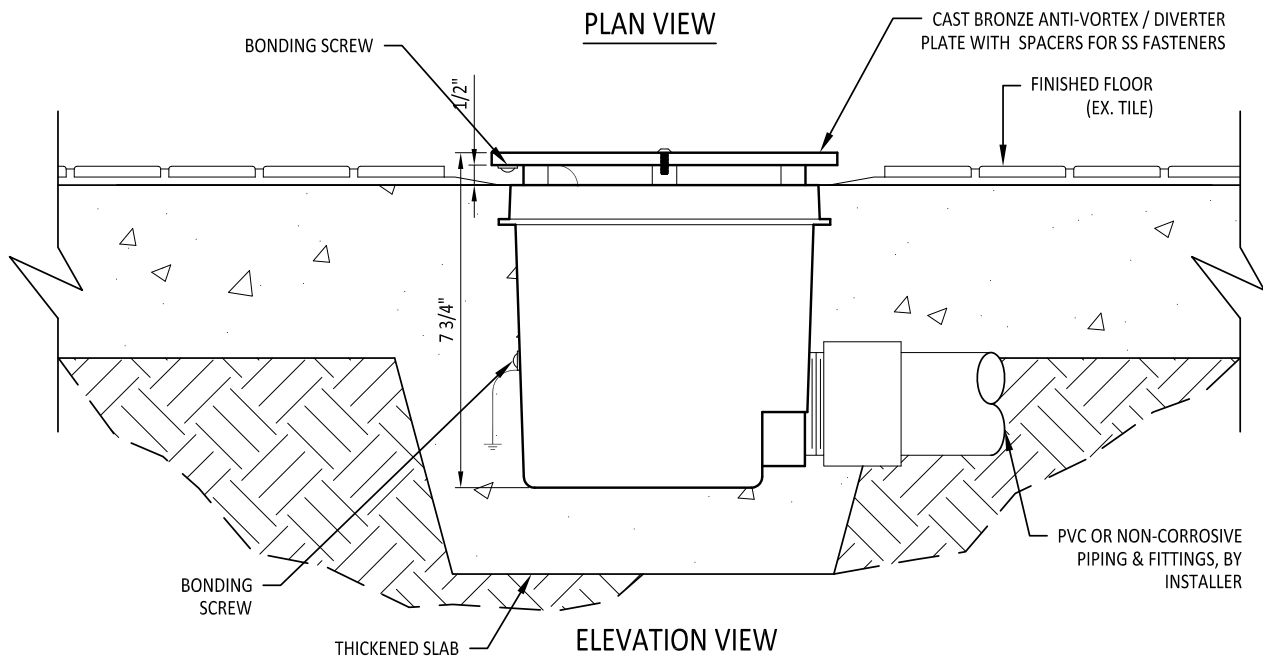 PLAN VIEW
BONDING SCREW
CAST BRONZE ANTI-VORTEX / DIVERTER
PLATE WITH SPACERS FOR SS FASTENERS
FINISHED FLOOR
(EX. TILE)
1/2"
7 3/4"
BONDING
SCREW
THICKENED SLAB
PVC OR NON-CORROSIVE
PIPING & FITTINGS, BY
INSTALLER
ELEVATION VIEW